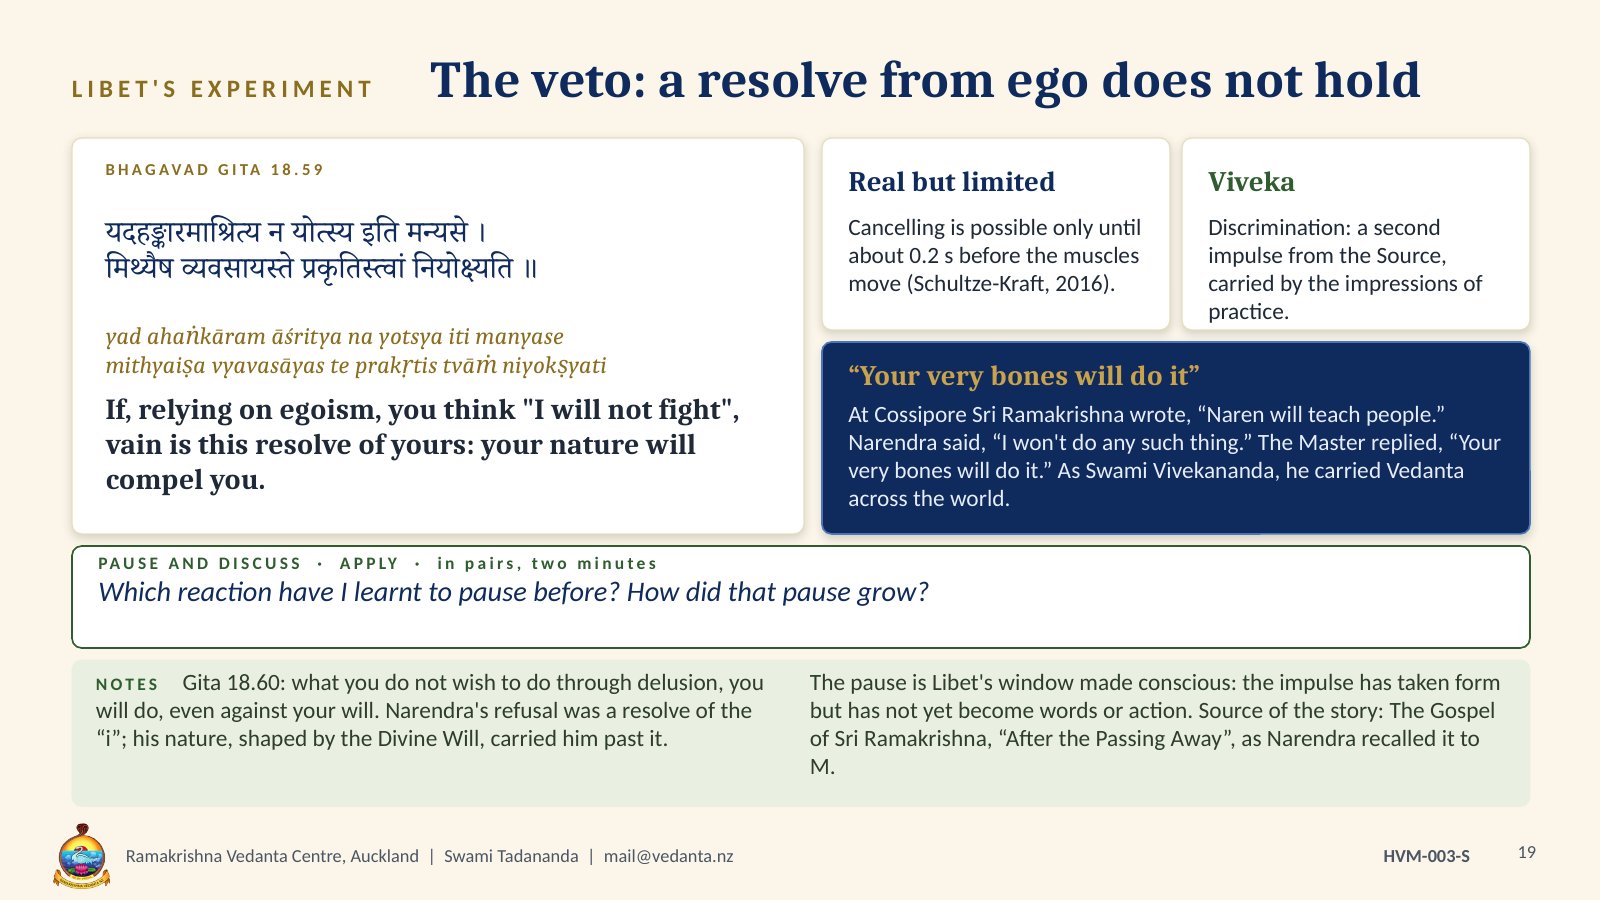 LIBET'S EXPERIMENT
The veto: a resolve from ego does not hold
BHAGAVAD GITA 18.59
यदहङ्कारमाश्रित्य न योत्स्य इति मन्यसे ।
मिथ्यैष व्यवसायस्ते प्रकृतिस्त्वां नियोक्ष्यति ॥
yad ahaṅkāram āśritya na yotsya iti manyase
mithyaiṣa vyavasāyas te prakṛtis tvāṁ niyokṣyati
If, relying on egoism, you think "I will not fight",
vain is this resolve of yours: your nature will
compel you.
Real but limited
Cancelling is possible only until
about 0.2 s before the muscles
move (Schultze-Kraft, 2016).
Viveka
Discrimination: a second
impulse from the Source,
carried by the impressions of
practice.
“Your very bones will do it”
At Cossipore Sri Ramakrishna wrote, “Naren will teach people.”
Narendra said, “I won't do any such thing.” The Master replied, “Your
very bones will do it.” As Swami Vivekananda, he carried Vedanta
across the world.
PAUSE AND DISCUSS · APPLY · in pairs, two minutes
Which reaction have I learnt to pause before? How did that pause grow?
NOTES Gita 18.60: what you do not wish to do through delusion, you
will do, even against your will. Narendra's refusal was a resolve of the
“i”; his nature, shaped by the Divine Will, carried him past it.
The pause is Libet's window made conscious: the impulse has taken form
but has not yet become words or action. Source of the story: The Gospel
of Sri Ramakrishna, “After the Passing Away”, as Narendra recalled it to
M.
Ramakrishna Vedanta Centre, Auckland | Swami Tadananda | mail@vedanta.nz
HVM-003-S
19